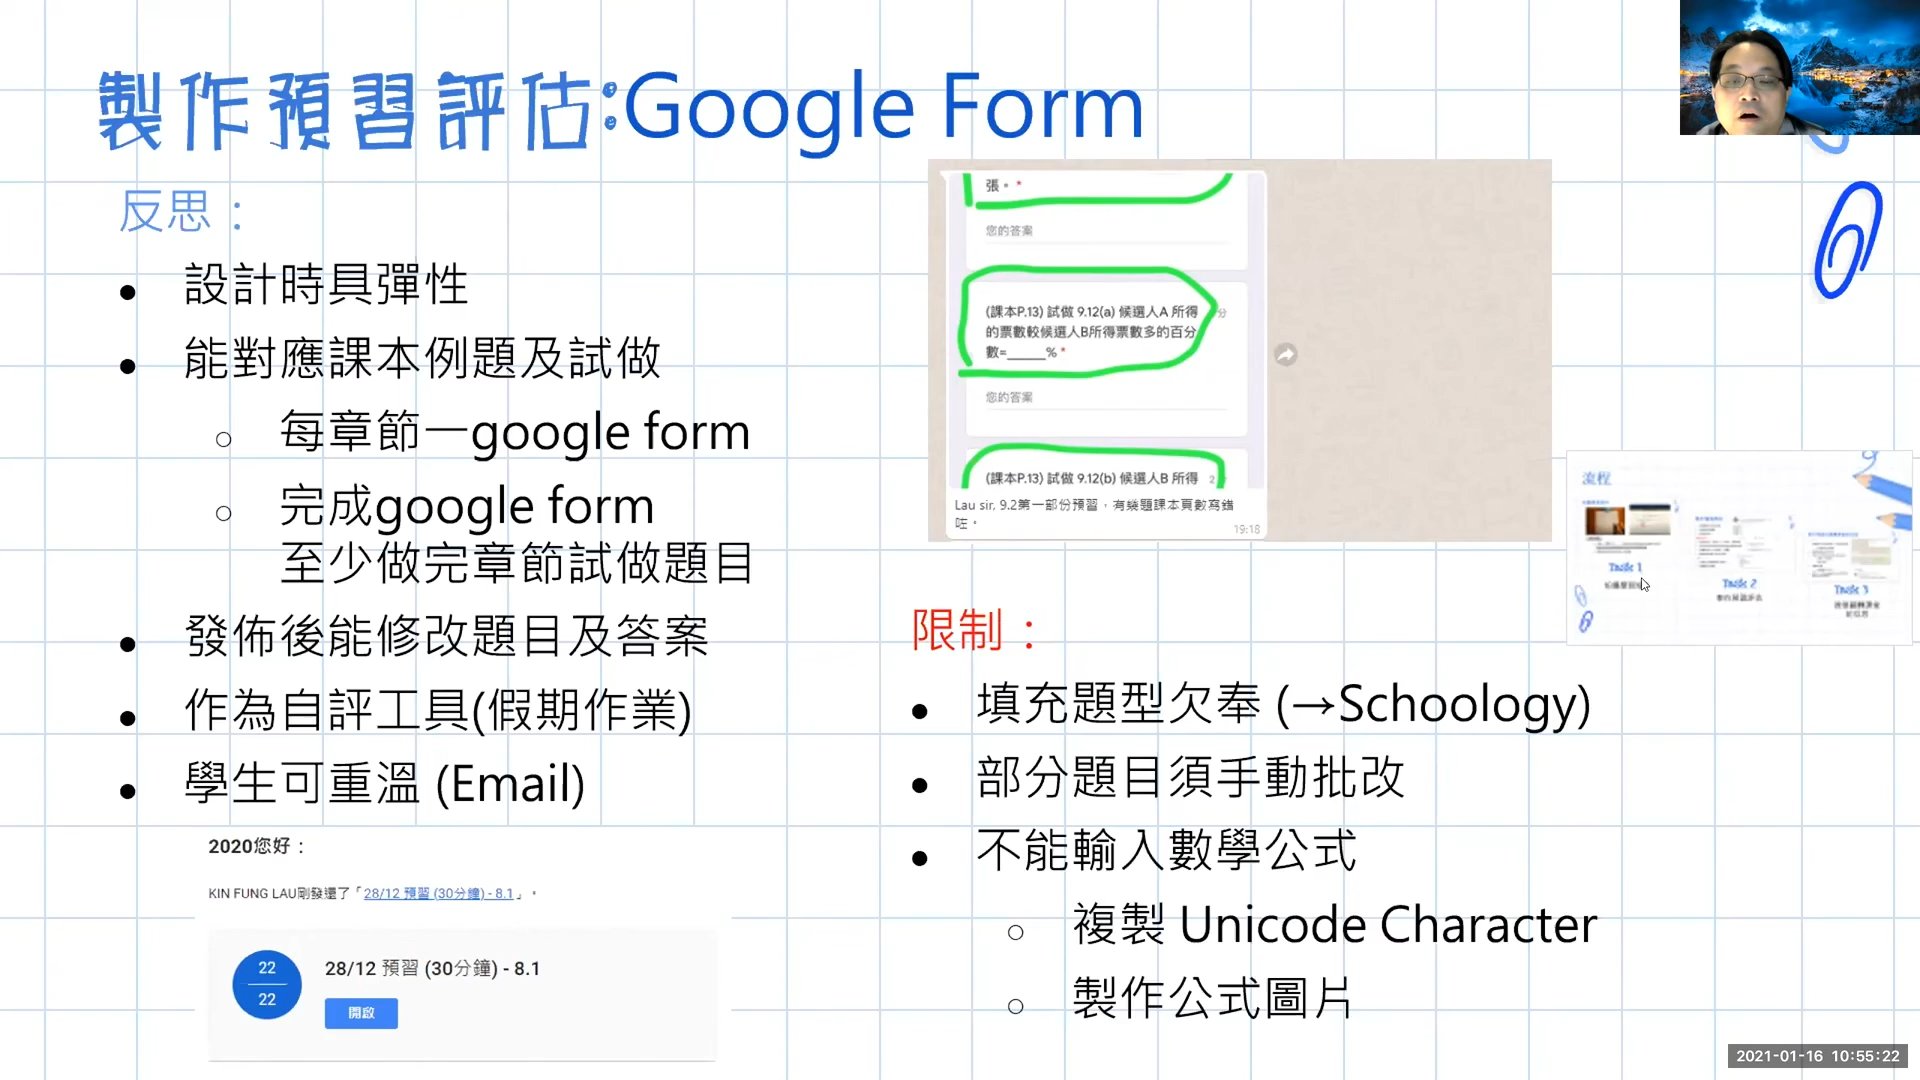 製作預習評估:Google Form
反思：
● 設計時具彈性
● 能對應課本例題及試做
○ 每章節一google form
○ 完成google form
至少做完章節試做題目
● 發佈後能修改題目及答案
● 作為自評工具(假期作業)
● 學生可重溫 (Email)
2020您好：
KIN FUNG LAU剛發還了「28/12 預習 (30分鐘) - 8.1」。
22
22
28/12 預習 (30分鐘) - 8.1
開啟
張。*
您的答案
(課本P.13) 試做 9.12(a) 候選人A 所得
的票數較候選人B所得票數多的百分
數=______% *
分
您的答案
(課本P.13) 試做 9.12(b) 候選人B 所得
2
Lau sir, 9.2第一部份預習，有幾題課本頁數寫錯
咗。
19:18
流程
Task 1
Task 2
Task 3
限制：
● 填充題型欠奉 (→Schoology)
● 部分題目須手動批改
● 不能輸入數學公式
○ 複製 Unicode Character
○ 製作公式圖片
2021-01-16 10:55:22